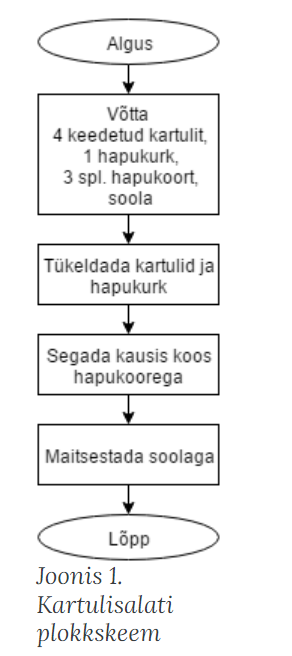 Algus
Võtta
4 keedetud kartulit,
1 hapukurk,
3 spl. hapukoort,
soola
Tükeldada kartulid ja
hapukurk
Segada kausis koos
hapukoorega
Maitsestada soolaga
Lõpp
Joonis 1.
Kartulisalati
plokkskeem